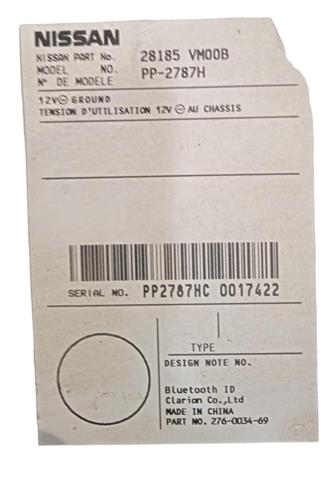 NISSAN
NISSAN PART No. 28185 VM00B
MODEL NO. PP-2787H
N° DE MODELE
12V⊖ GROUND
TENSION D'UTILISATION 12V ⊖ AU CHASSIS
SERIAL NO. PP2787HC 0017422
TYPE
DESIGN NOTE NO.
Bluetooth ID
Clarion Co.,Ltd
MADE IN CHINA
PART NO. 276-0034-69